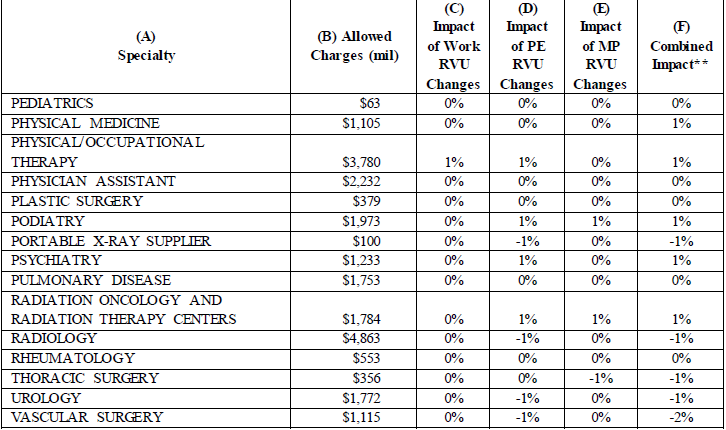 (A)
Specialty
(B) Allowed
Charges (mil)
(C)
Impact
of Work
RVU
Changes
(D)
Impact
of PE
RVU
Changes
(E)
Impact
of MP
RVU
Changes
(F)
Combined
Impact**
PEDIATRICS $63 0% 0% 0% 0%
PHYSICAL MEDICINE $1,105 0% 0% 0% 1%
PHYSICAL/OCCUPATIONAL
THERAPY $3,780 1% 1% 0% 1%
PHYSICIAN ASSISTANT $2,232 0% 0% 0% 0%
PLASTIC SURGERY $379 0% 0% 0% 0%
PODIATRY $1,973 0% 1% 1% 1%
PORTABLE X-RAY SUPPLIER $100 0% -1% 0% -1%
PSYCHIATRY $1,233 0% 1% 0% 1%
PULMONARY DISEASE $1,753 0% 0% 0% 0%
RADIATION ONCOLOGY AND
RADIATION THERAPY CENTERS $1,784 0% 1% 1% 1%
RADIOLOGY $4,863 0% -1% 0% -1%
RHEUMATOLOGY $553 0% 0% 0% 0%
THORACIC SURGERY $356 0% 0% -1% -1%
UROLOGY $1,772 0% -1% 0% -1%
VASCULAR SURGERY $1,115 0% -1% 0% -2%